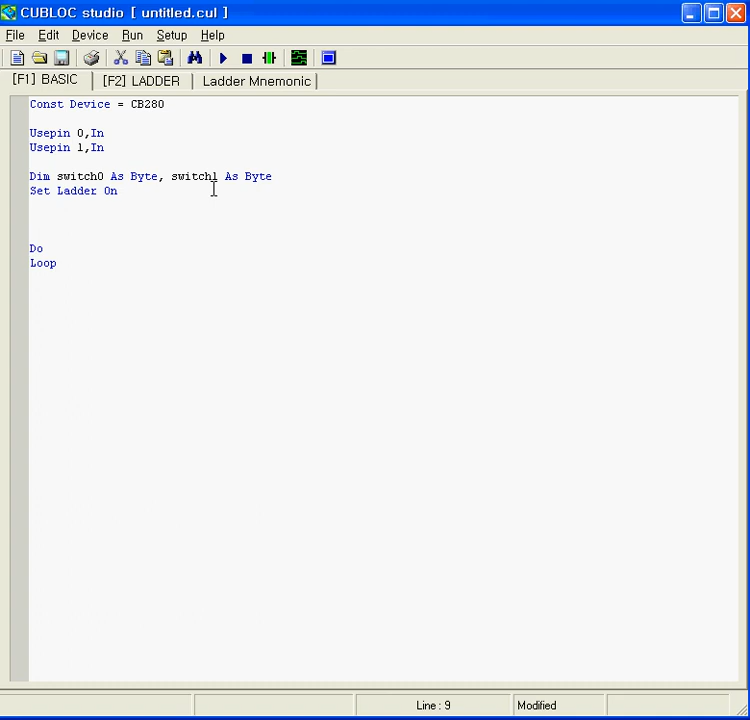 CUBLOC studio [ untitled.cul ]
File Edit Device Run Setup Help
[F1] BASIC [F2] LADDER Ladder Mnemonic
Const Device = CB280
Usepin 0,In
Usepin 1,In
Dim switch0 As Byte, switch1 As Byte
Set Ladder On
Do
Loop
Line : 9 Modified